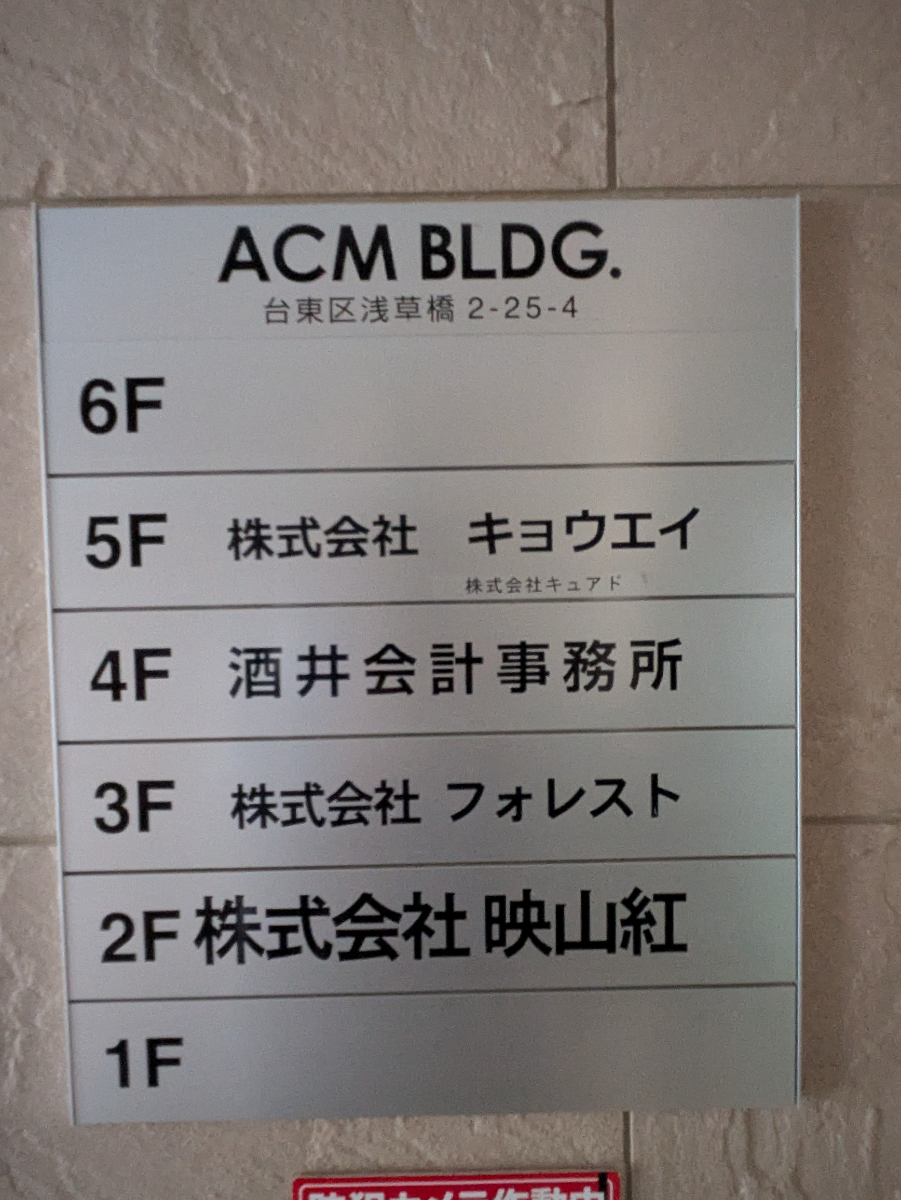 ACM BLDG.
台東区浅草橋 2-25-4
6F
5F 株式会社 キョウエイ
株式会社キュアド
4F 酒井会計事務所
3F 株式会社 フォレスト
2F 株式会社 映山紅
1F